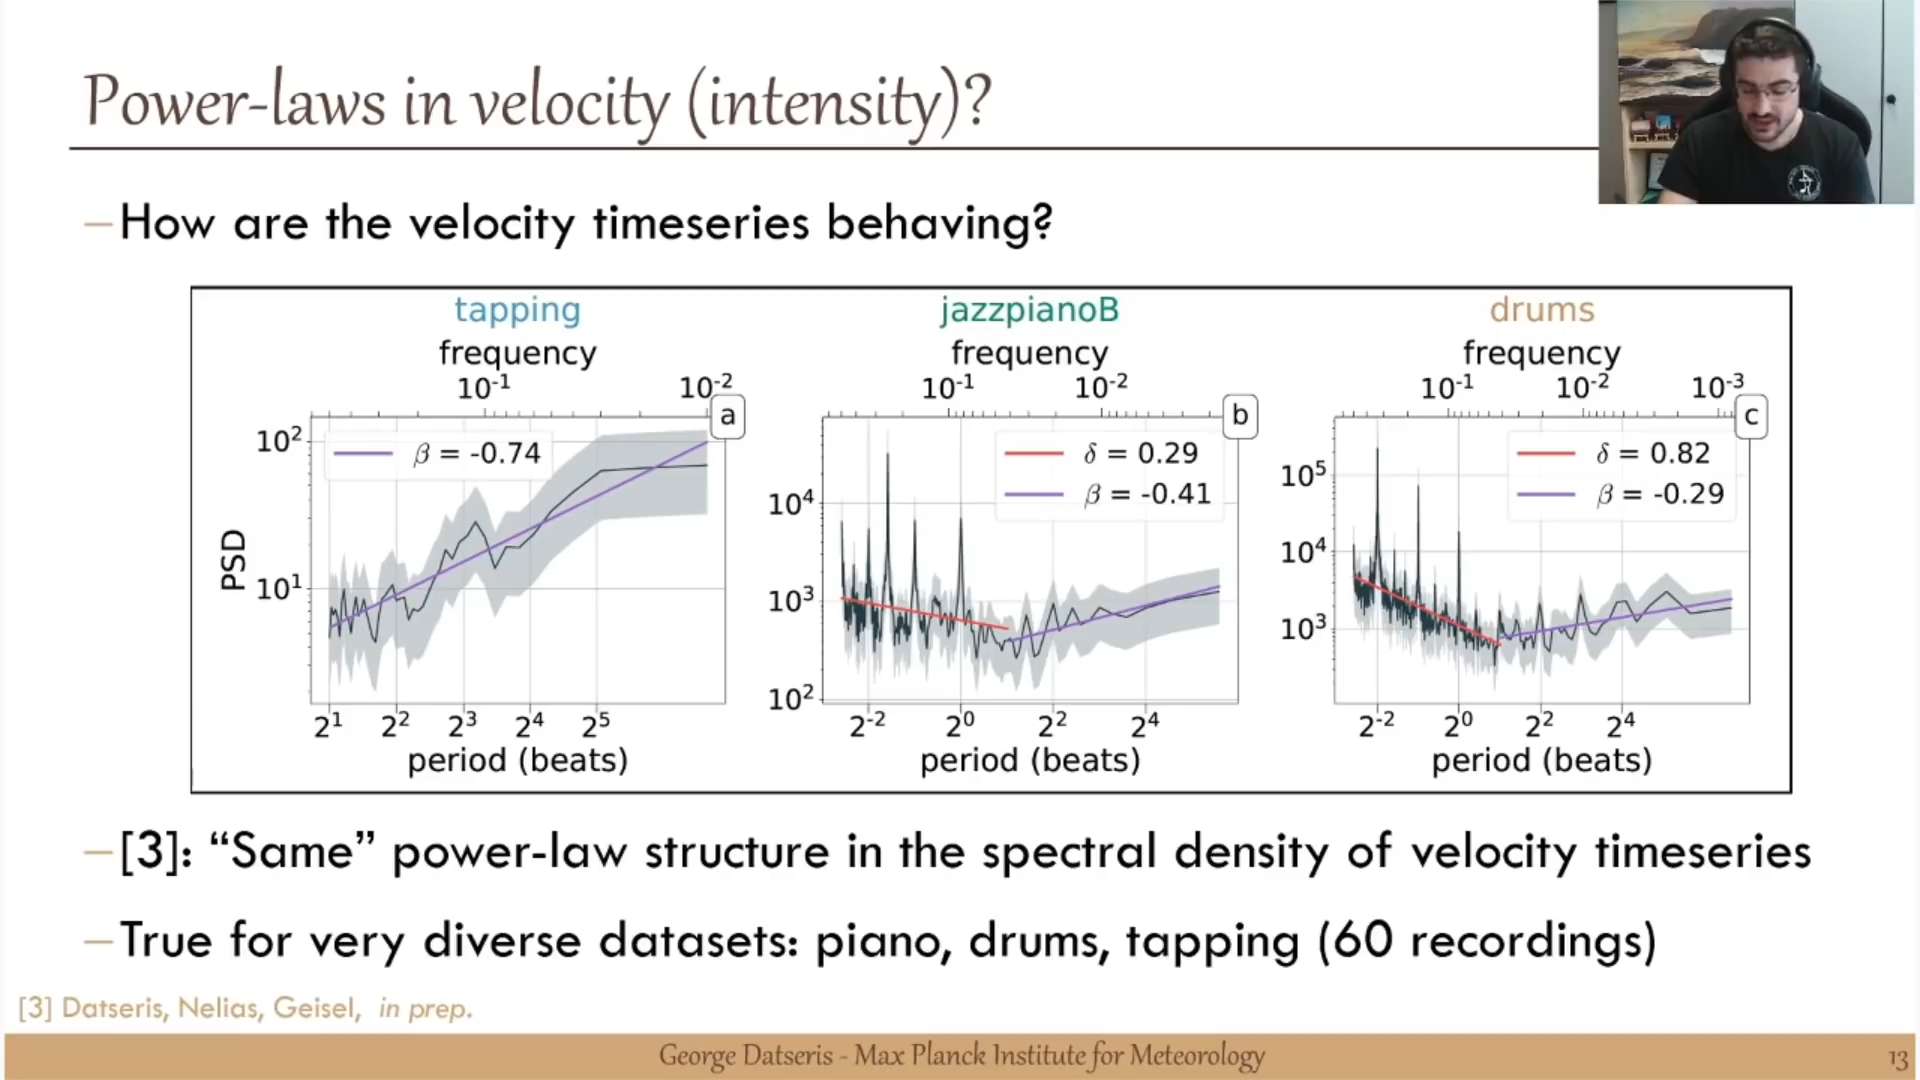 Power-laws in velocity (intensity)?
– How are the velocity timeseries behaving?
tapping
frequency
10⁻¹ 10⁻²
a
β = -0.74
10²
10¹
PSD
2¹ 2² 2³ 2⁴ 2⁵
period (beats)
jazzpianoB
frequency
10⁻¹ 10⁻²
b
δ = 0.29
β = -0.41
10⁴
10³
10²
2⁻² 2⁰ 2² 2⁴
period (beats)
drums
frequency
10⁻¹ 10⁻² 10⁻³
c
δ = 0.82
β = -0.29
10⁵
10⁴
10³
2⁻² 2⁰ 2² 2⁴
period (beats)
– [3]: “Same” power-law structure in the spectral density of velocity timeseries
– True for very diverse datasets: piano, drums, tapping (60 recordings)
[3] Datseris, Nelias, Geisel, in prep.
George Datseris - Max Planck Institute for Meteorology
13